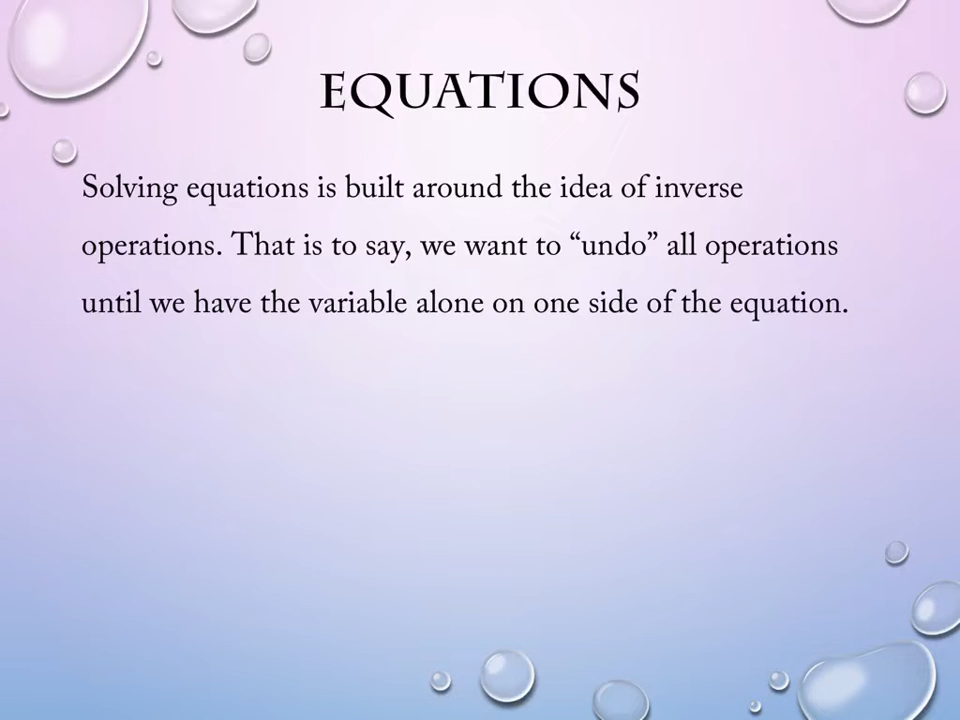 EQUATIONS
Solving equations is built around the idea of inverse
operations. That is to say, we want to “undo” all operations
until we have the variable alone on one side of the equation.